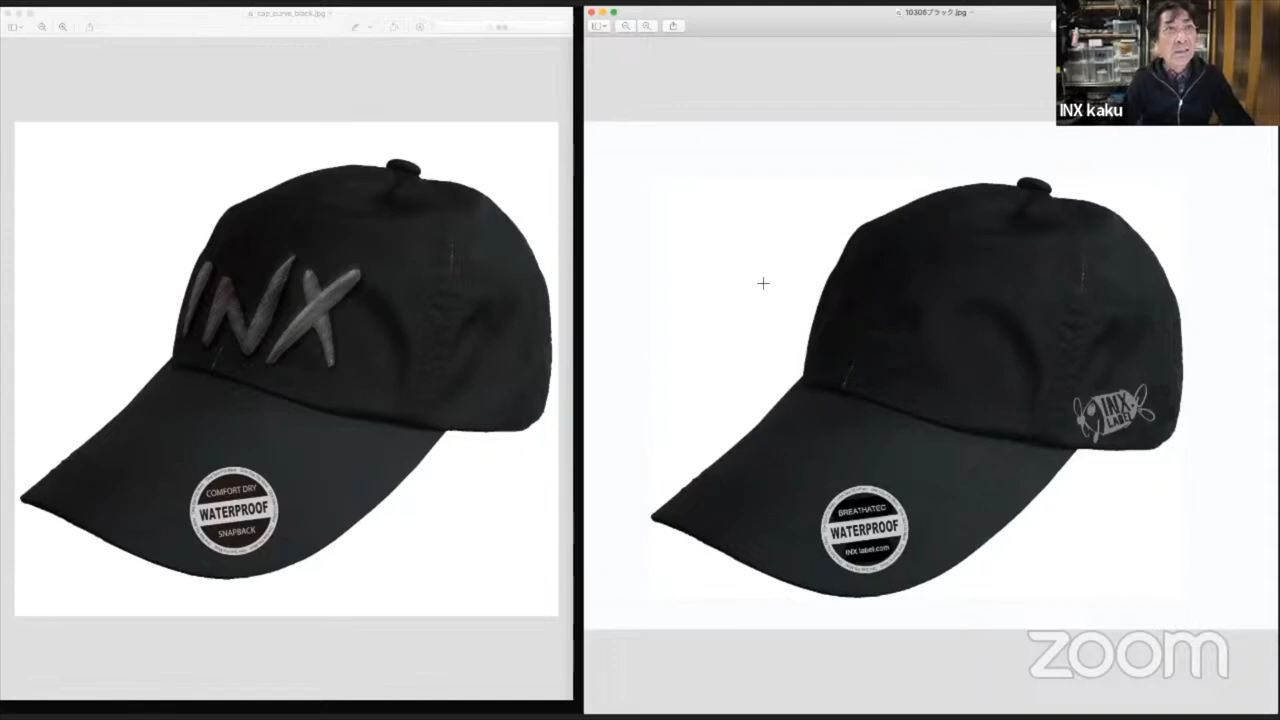 cap_curve_black.jpg
10308ブラック.jpg
INX kaku
INX
COMFORT DRY
WATERPROOF
SNAPBACK
INX
LABEL
BREATHATEC
WATERPROOF
INX label.com
zoom